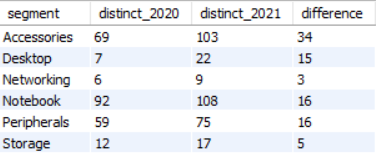 segment distinct_2020 distinct_2021 difference
Accessories 69 103 34
Desktop 7 22 15
Networking 6 9 3
Notebook 92 108 16
Peripherals 59 75 16
Storage 12 17 5